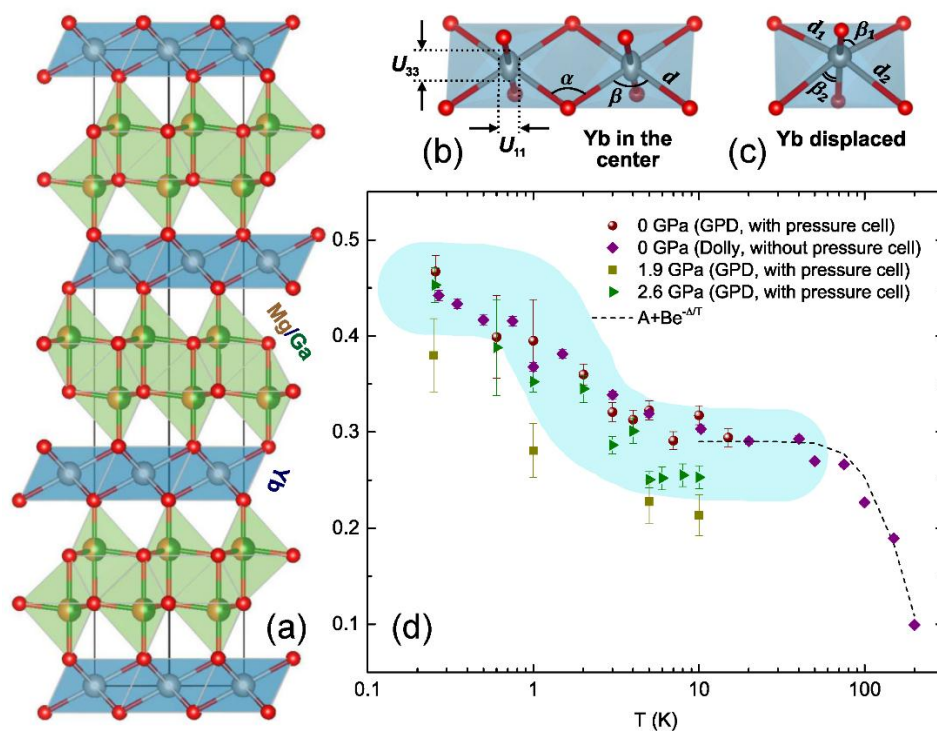 (a)
Mg/Ga
Yb
U33
U11
α
β
d
(b)
Yb in the
center
d1
β1
β2
d2
(c)
Yb displaced
0 GPa (GPD, with pressure cell)
0 GPa (Dolly, without pressure cell)
1.9 GPa (GPD, with pressure cell)
2.6 GPa (GPD, with pressure cell)
A+Be-Δ/T
0.5
0.4
0.3
0.2
0.1
(d)
0.1 1 10 100
T (K)